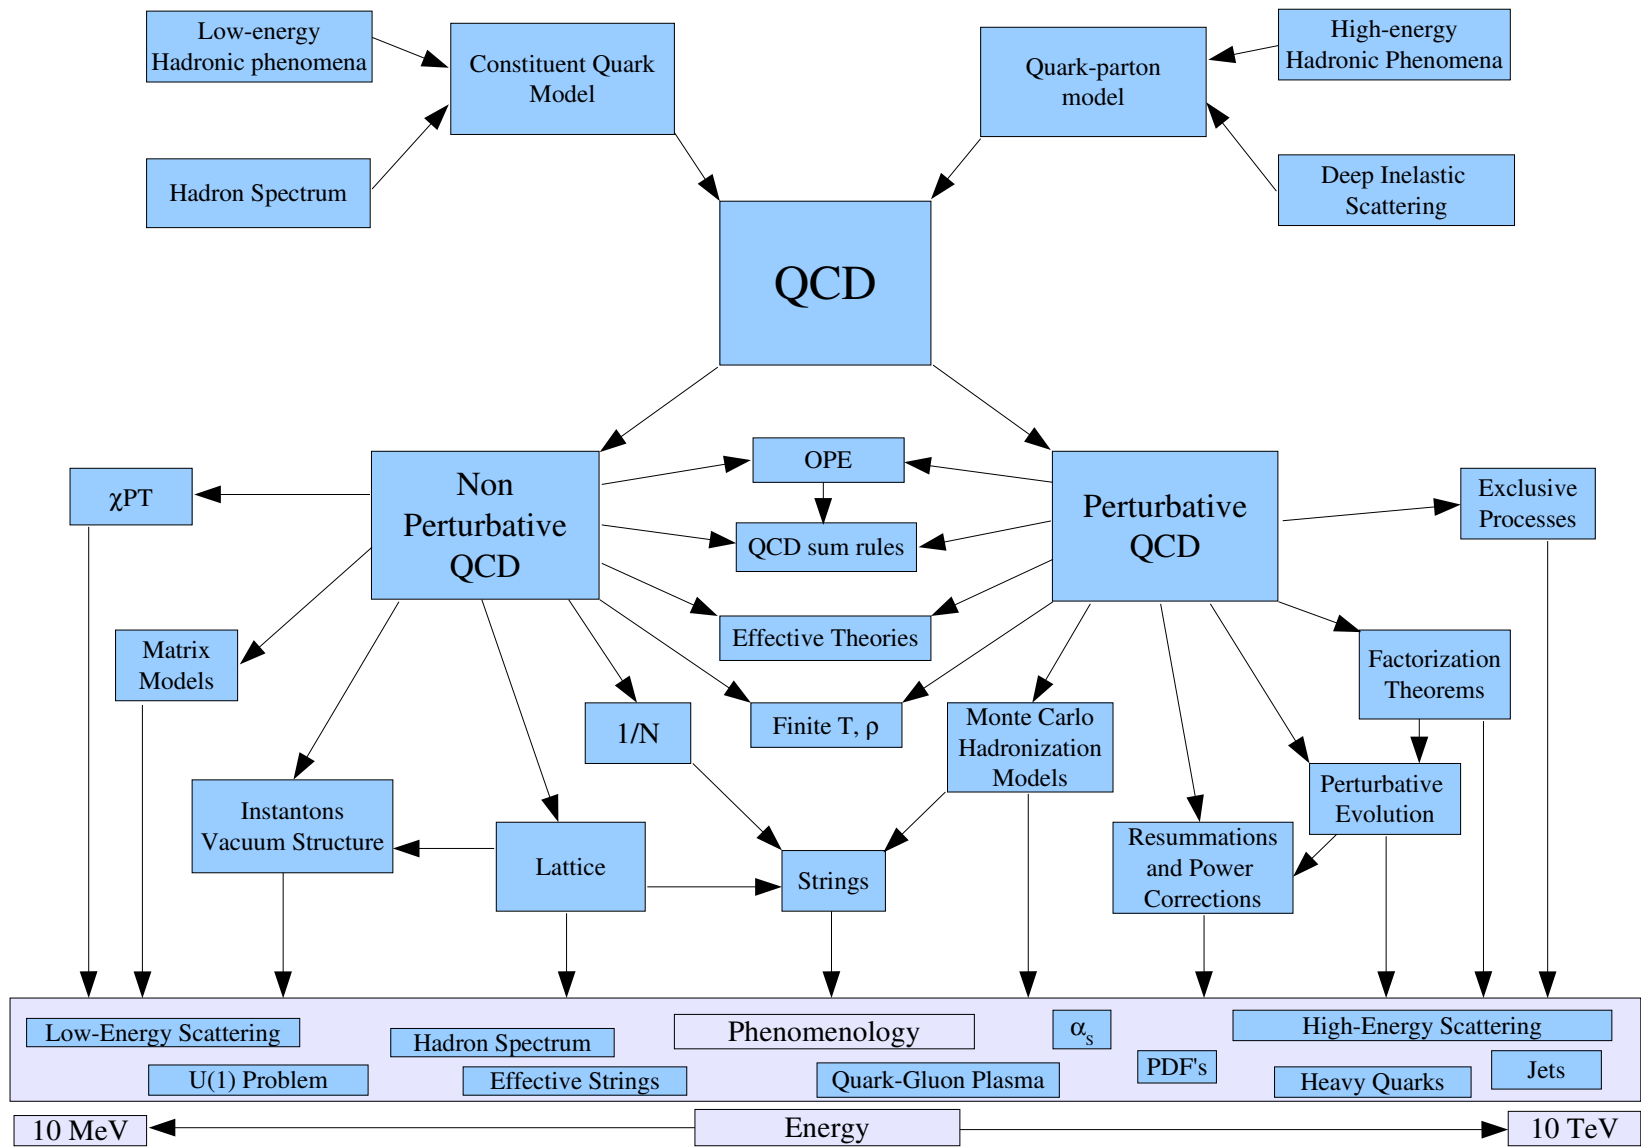 Low-energy
Hadronic phenomena
Constituent Quark
Model
Quark-parton
model
High-energy
Hadronic Phenomena
Hadron Spectrum
Deep Inelastic
Scattering
QCD
χPT
Non
Perturbative
QCD
OPE
QCD sum rules
Perturbative
QCD
Exclusive
Processes
Matrix
Models
Effective Theories
Factorization
Theorems
1/N
Finite T, ρ
Monte Carlo
Hadronization
Models
Instantons
Vacuum Structure
Lattice
Strings
Resummations
and Power
Corrections
Perturbative
Evolution
Low-Energy Scattering
Hadron Spectrum
Phenomenology
αs
High-Energy Scattering
U(1) Problem
Effective Strings
Quark-Gluon Plasma
PDF's
Heavy Quarks
Jets
10 MeV
Energy
10 TeV